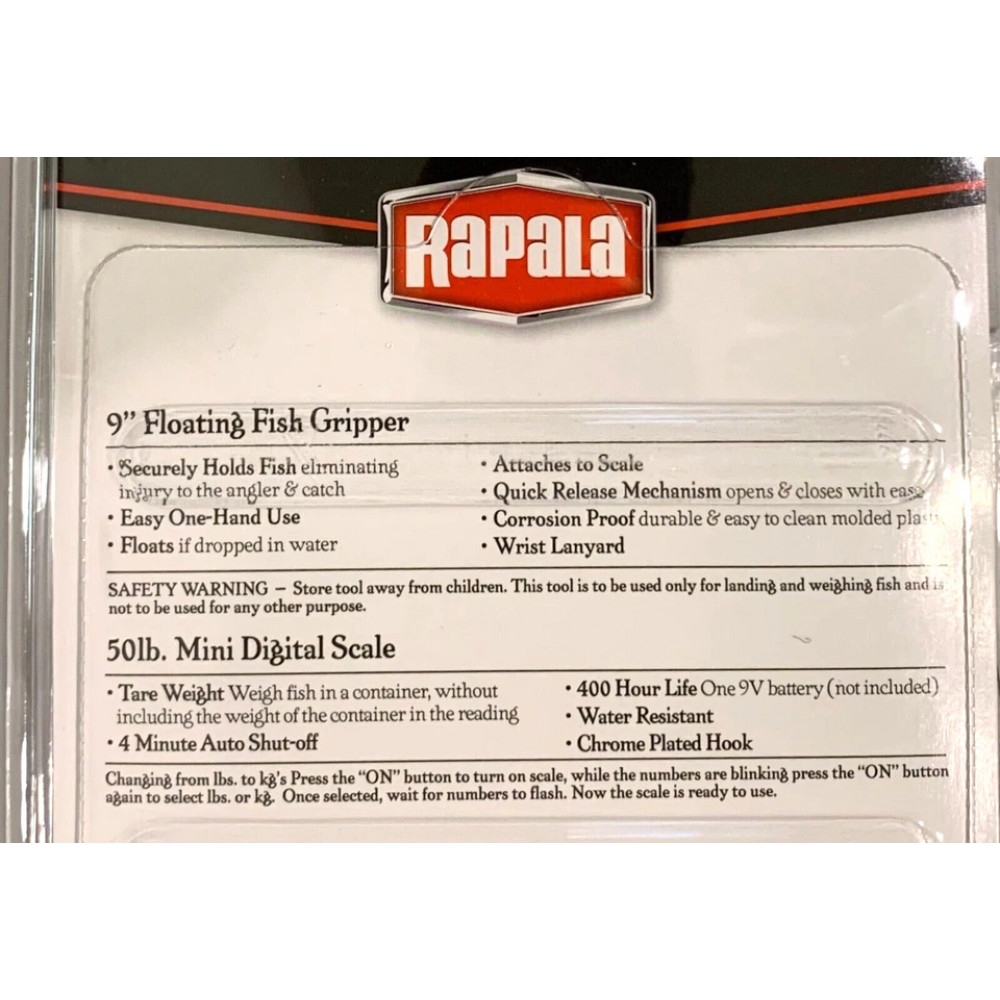 RAPALA
9” Floating Fish Gripper
• Securely Holds Fish eliminating
injury to the angler & catch
• Easy One-Hand Use
• Floats if dropped in water
• Attaches to Scale
• Quick Release Mechanism opens & closes with ease
• Corrosion Proof durable & easy to clean molded
• Wrist Lanyard
SAFETY WARNING – Store tool away from children. This tool is to be used only for landing and weighing fish and is
not to be used for any other purpose.
50lb. Mini Digital Scale
• Tare Weight Weigh fish in a container, without
including the weight of the container in the reading
• 4 Minute Auto Shut-off
• 400 Hour Life One 9V battery (not included)
• Water Resistant
• Chrome Plated Hook
Changing from lbs. to kg's Press the “ON” button to turn on scale, while the numbers are blinking press the “ON” button
again to select lbs. or kg. Once selected, wait for numbers to flash. Now the scale is ready to use.